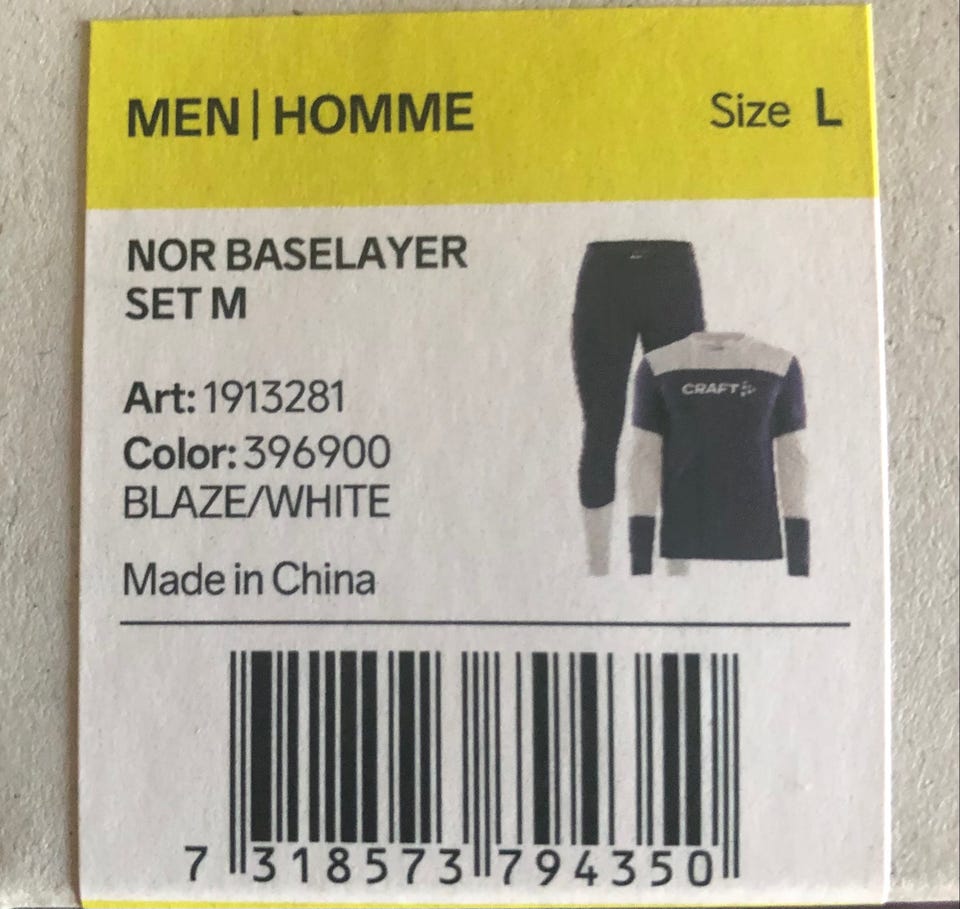 MEN | HOMME Size L
NOR BASELAYER
SET M
CRAFT
Art: 1913281
Color: 396900
BLAZE/WHITE
Made in China
7 318573 794350